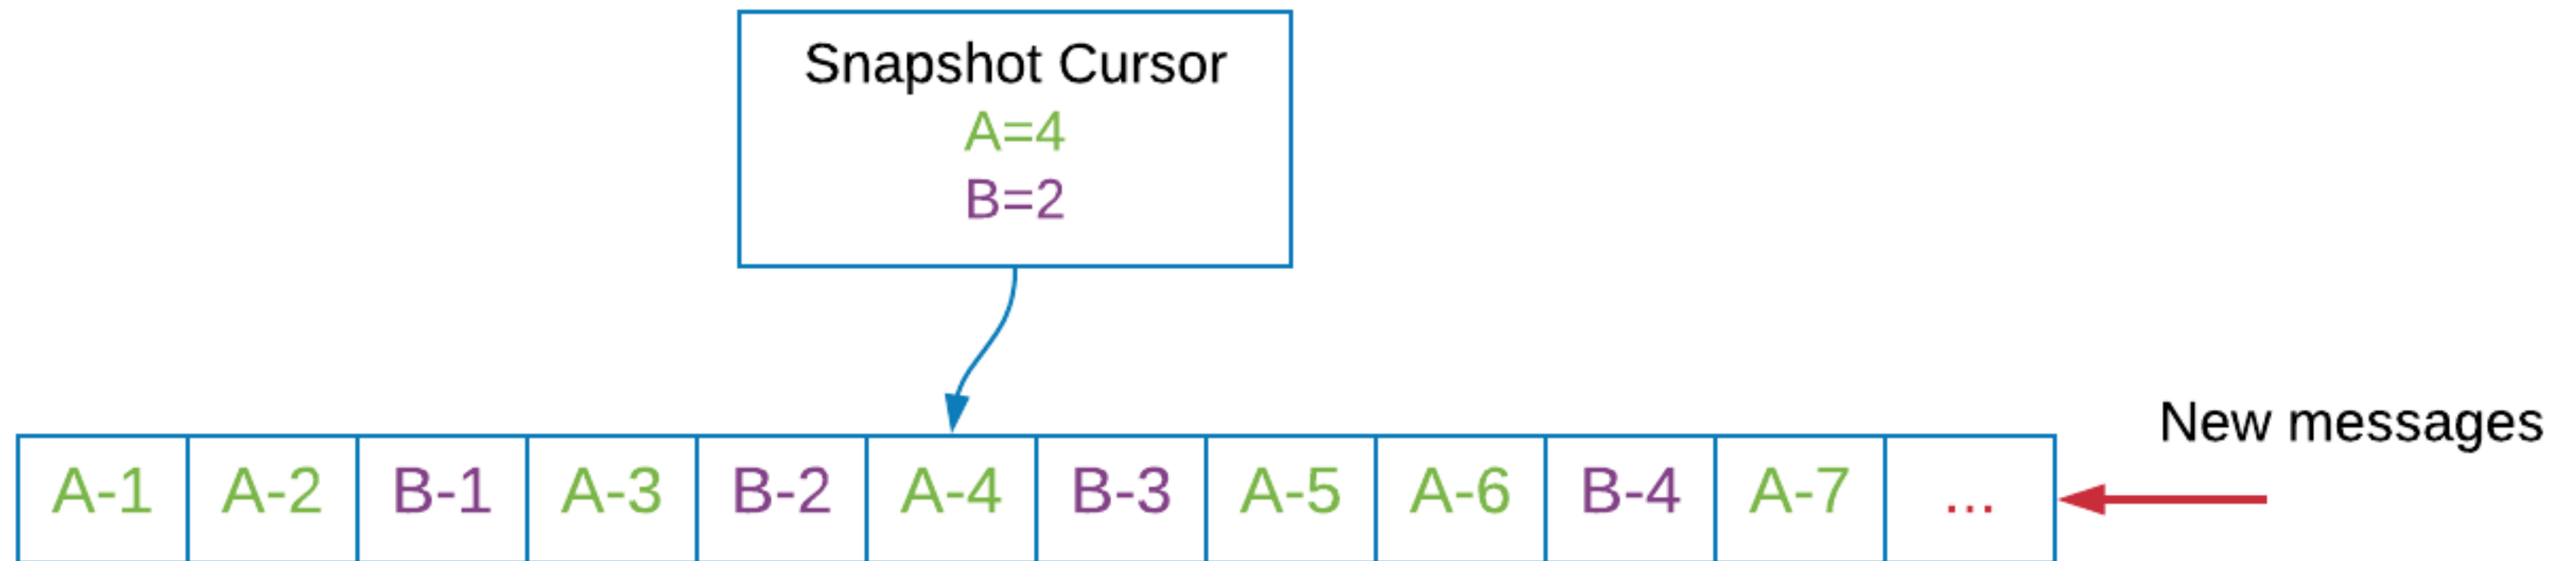 Snapshot Cursor
A=4
B=2
New messages
A-1 A-2 B-1 A-3 B-2 A-4 B-3 A-5 A-6 B-4 A-7 ...